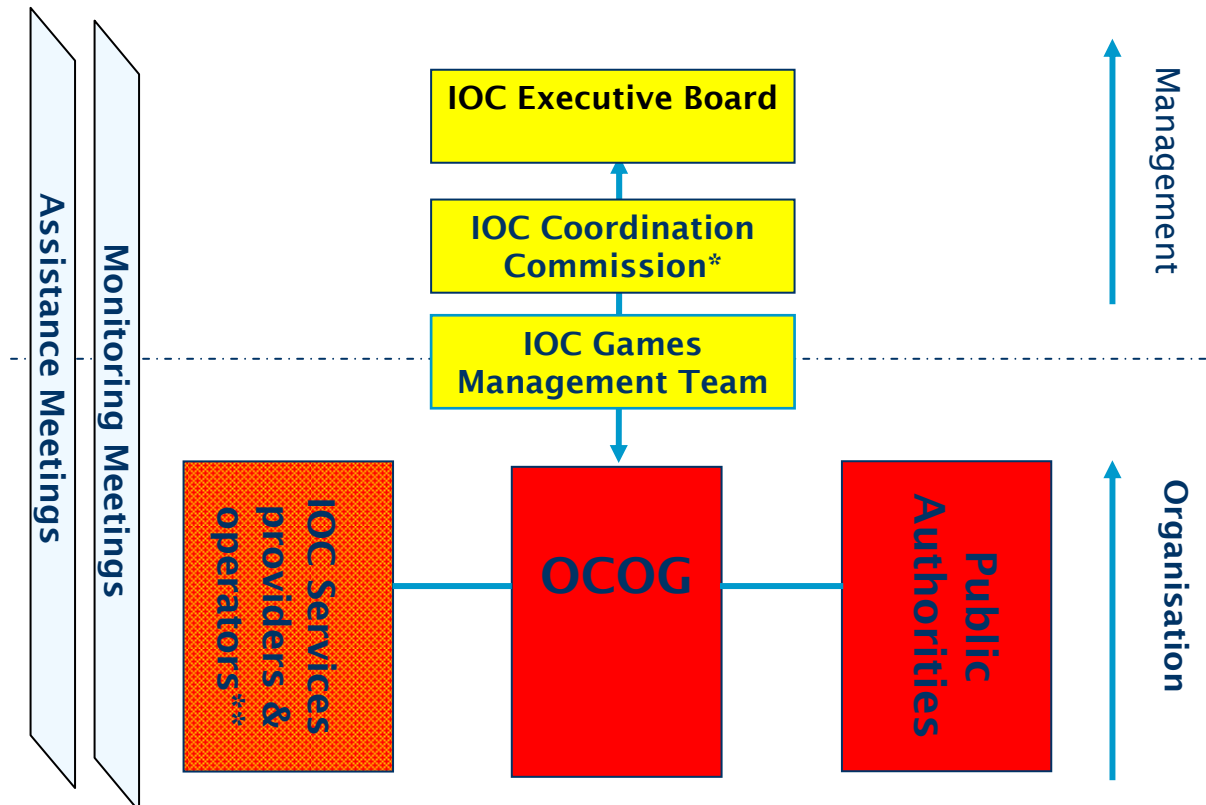 Assistance Meetings
Monitoring Meetings
IOC Executive Board
IOC Coordination
Commission*
IOC Games
Management Team
Management
IOC Services
providers &
operators**
OCOG
Public
Authorities
Organisation